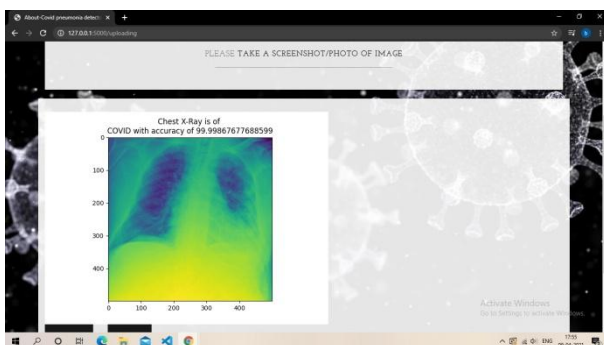 About-Covid pneumonia detect
127.0.0.1:5000/uploading
PLEASE TAKE A SCREENSHOT/PHOTO OF IMAGE
Chest X-Ray is of
COVID with accuracy of 99.99867677688599
0
100
200
300
400
0 100 200 300 400
Activate Windows
Go to Settings to activate Windows.
17:55
ENG